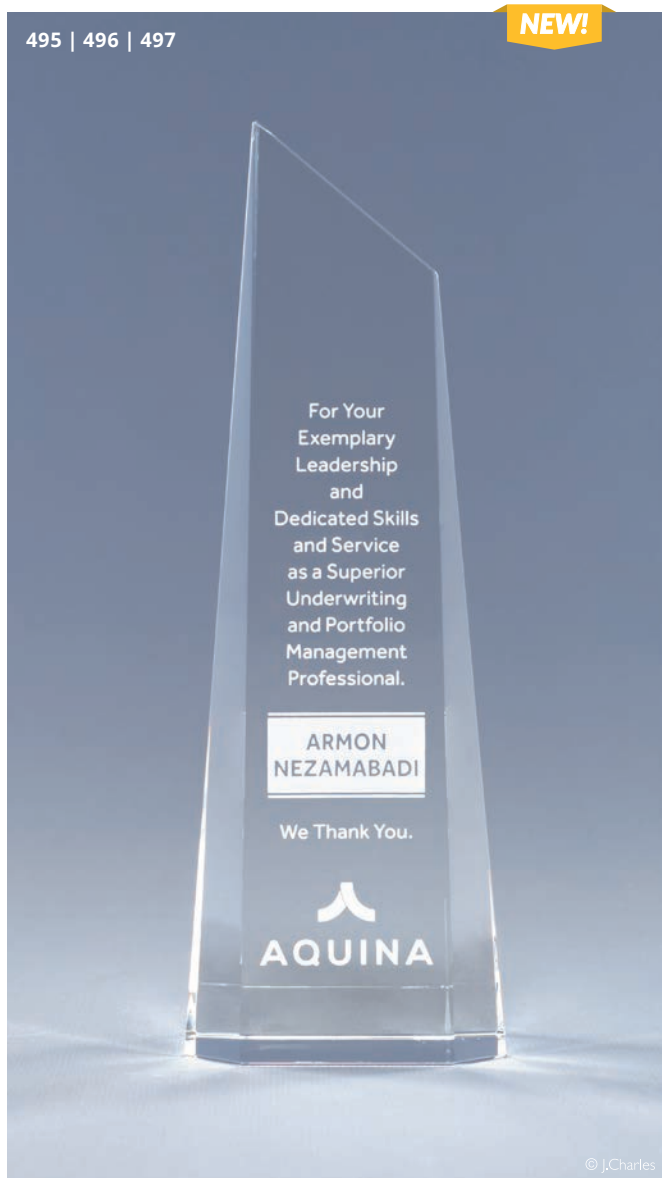 495 | 496 | 497
NEW!
For Your
Exemplary
Leadership
and
Dedicated Skills
and Service
as a Superior
Underwriting
and Portfolio
Management
Professional.
ARMON
NEZAMABADI
We Thank You.
AQUINA
© J.Charles